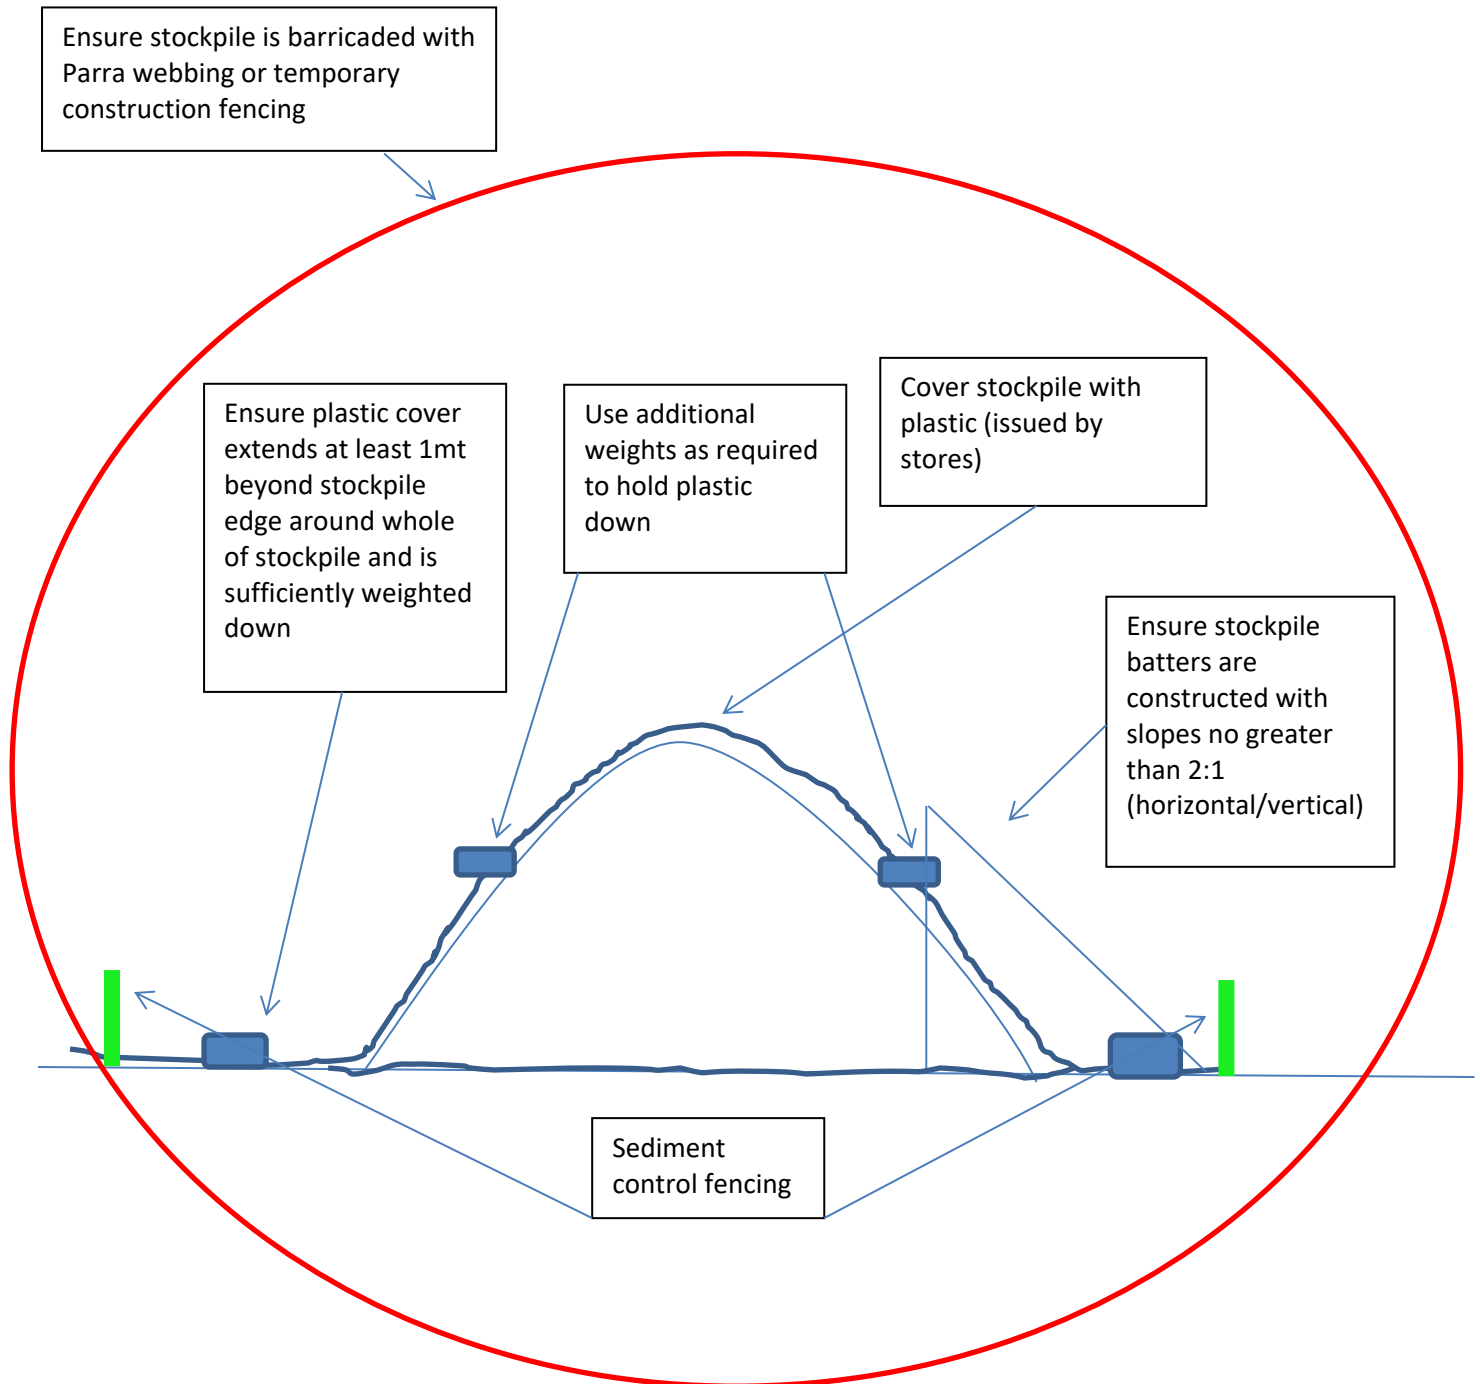 Ensure stockpile is barricaded with
Parra webbing or temporary
construction fencing
Ensure plastic cover
extends at least 1mt
beyond stockpile
edge around whole
of stockpile and is
sufficiently weighted
down
Use additional
weights as required
to hold plastic
down
Cover stockpile with
plastic (issued by
stores)
Ensure stockpile
batters are
constructed with
slopes no greater
than 2:1
(horizontal/vertical)
Sediment
control fencing